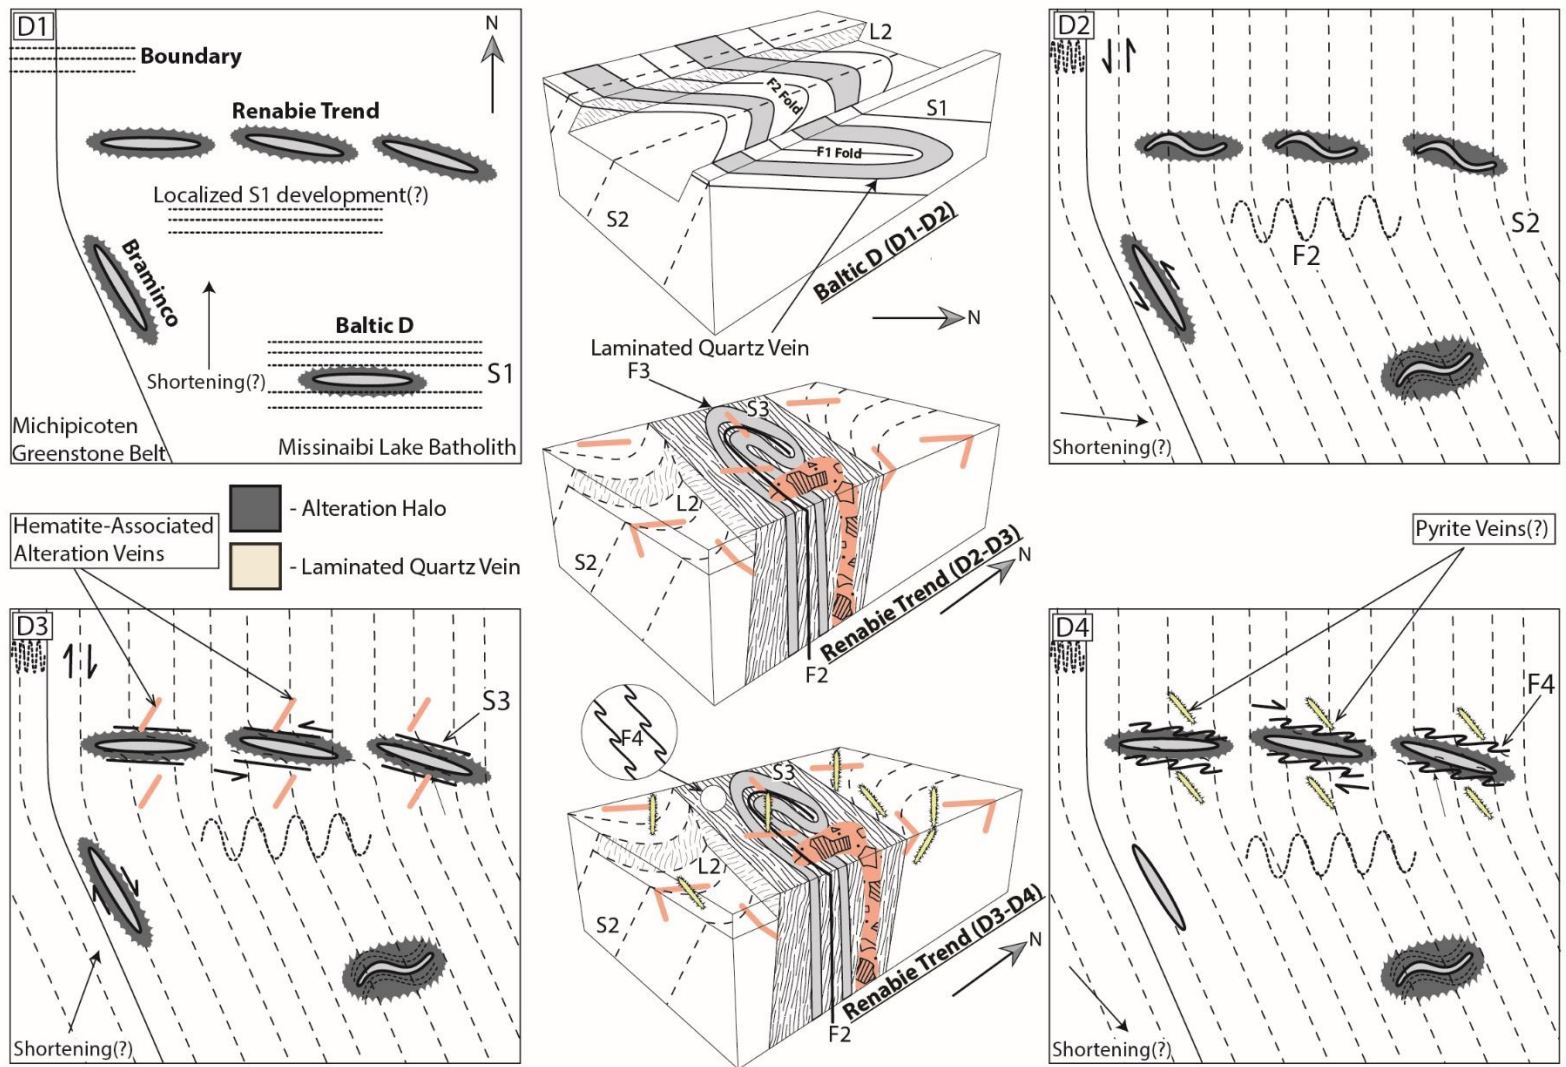 D1
N
Boundary
Renabie Trend
Localized S1 development(?)
Braminco
Shortening(?)
Baltic D
S1
Michipicoten
Greenstone Belt
Missinaibi Lake Batholith
L2
F2 Fold
S1
F1 Fold
S2
Baltic D (D1-D2)
N
Laminated Quartz Vein
D2
S2
F2
Shortening(?)
- Alteration Halo
- Laminated Quartz Vein
Hematite-Associated
Alteration Veins
F3
S3
L2
S2
N
Renabie Trend (D2-D3)
F2
Pyrite Veins(?)
D3
S3
Shortening(?)
F4
S3
L2
S2
N
Renabie Trend (D3-D4)
F2
D4
F4
Shortening(?)